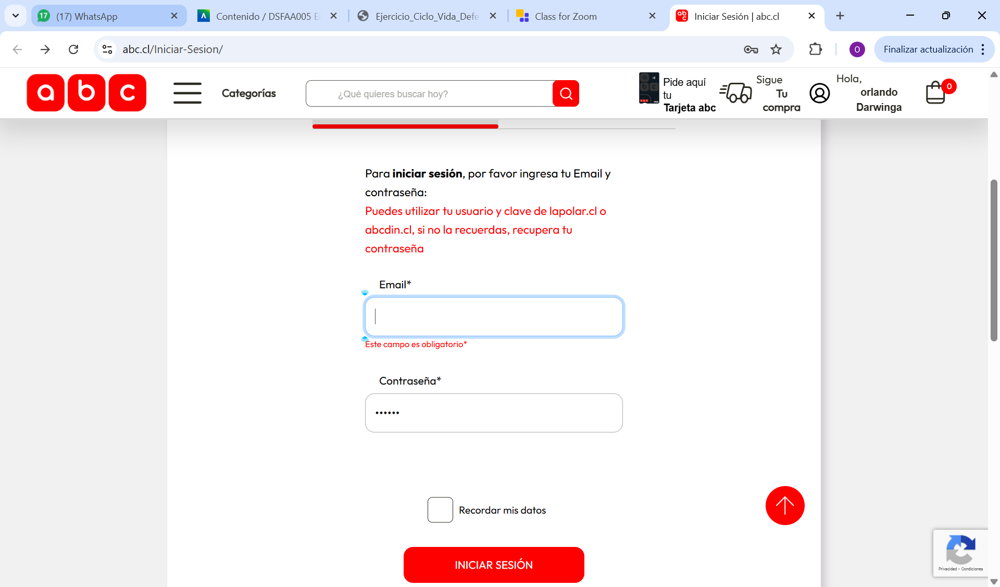 (17) WhatsApp
Contenido / DSFAA005 E
Ejercicio_Ciclo_Vida_Defe
Class for Zoom
Iniciar Sesión | abc.cl
abc.cl/Iniciar-Sesion/
O
Finalizar actualización
abc
Categorías
¿Qué quieres buscar hoy?
Pide aquí
tu
Tarjeta abc
Sigue
Tu
compra
Hola,
orlando
Darwinga
0
Para iniciar sesión, por favor ingresa tu Email y
contraseña:
Puedes utilizar tu usuario y clave de lapolar.cl o
abcdin.cl, si no la recuerdas, recupera tu
contraseña
Email*
Este campo es obligatorio*
Contraseña*
••••••
Recordar mis datos
INICIAR SESIÓN
Privacidad - Condiciones